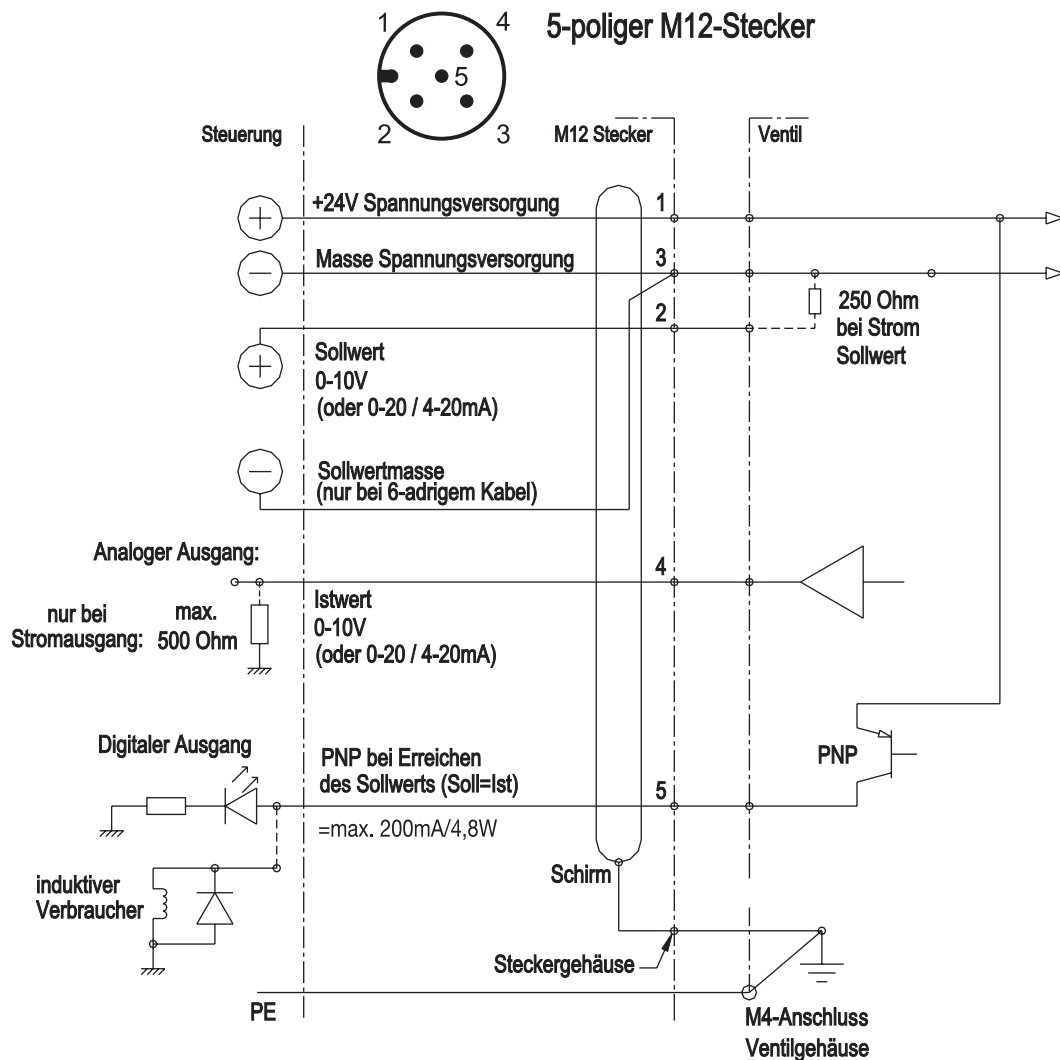 5-poliger M12-Stecker
1
4
5
2
3
Steuerung
M12 Stecker
Ventil
+24V Spannungsversorgung
1
Masse Spannungsversorgung
3
2
250 Ohm
bei Strom
Sollwert
Sollwert
0-10V
(oder 0-20 / 4-20mA)
Sollwertmasse
(nur bei 6-adrigem Kabel)
Analoger Ausgang:
4
nur bei
Stromausgang:
max.
500 Ohm
Istwert
0-10V
(oder 0-20 / 4-20mA)
Digitaler Ausgang
PNP bei Erreichen
des Sollwerts (Soll=Ist)
PNP
5
=max. 200mA/4,8W
induktiver
Verbraucher
Schirm
Steckergehäuse
PE
M4-Anschluss
Ventilgehäuse